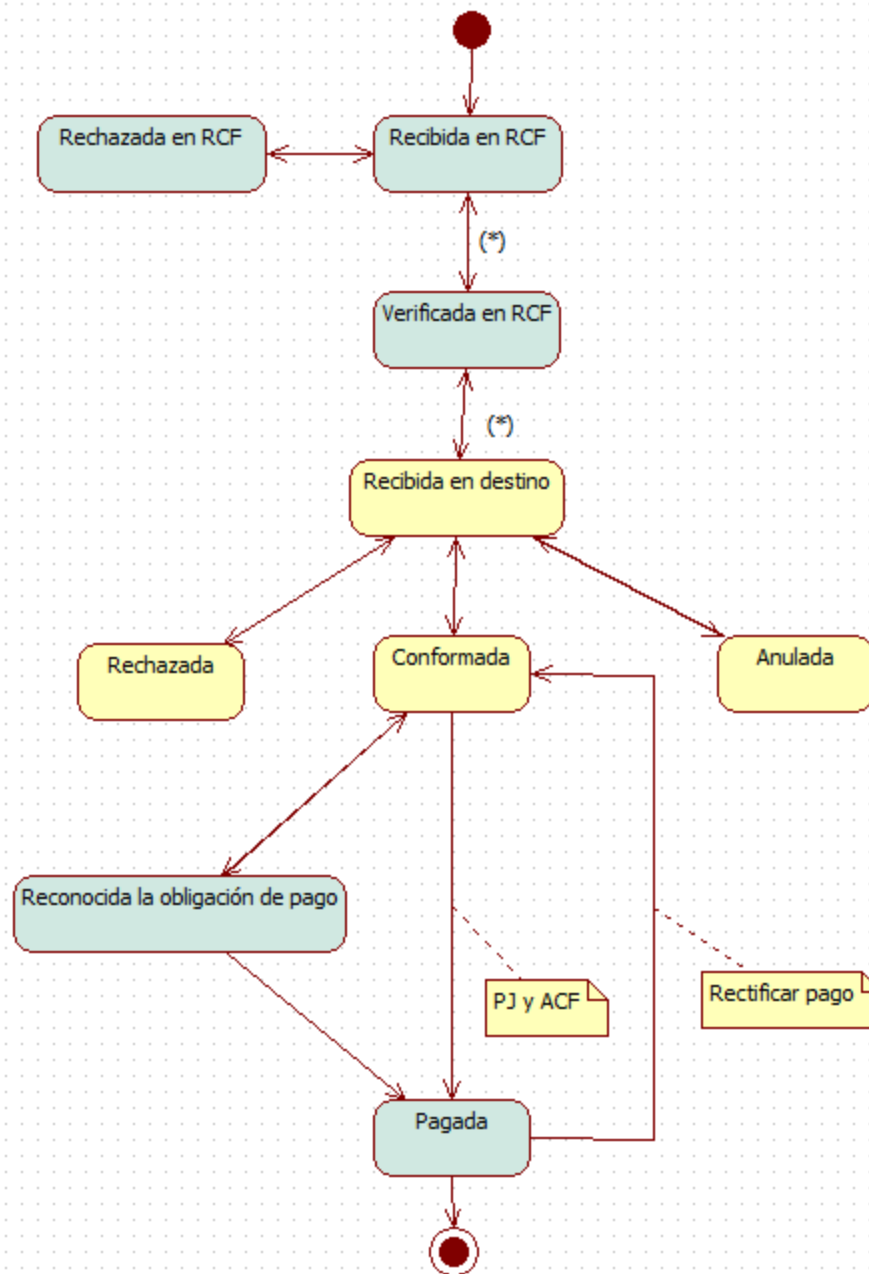 Rechazada en RCF
Recibida en RCF
(*)
Verificada en RCF
(*)
Recibida en destino
Rechazada
Conformada
Anulada
Reconocida la obligación de pago
PJ y ACF
Rectificar pago
Pagada